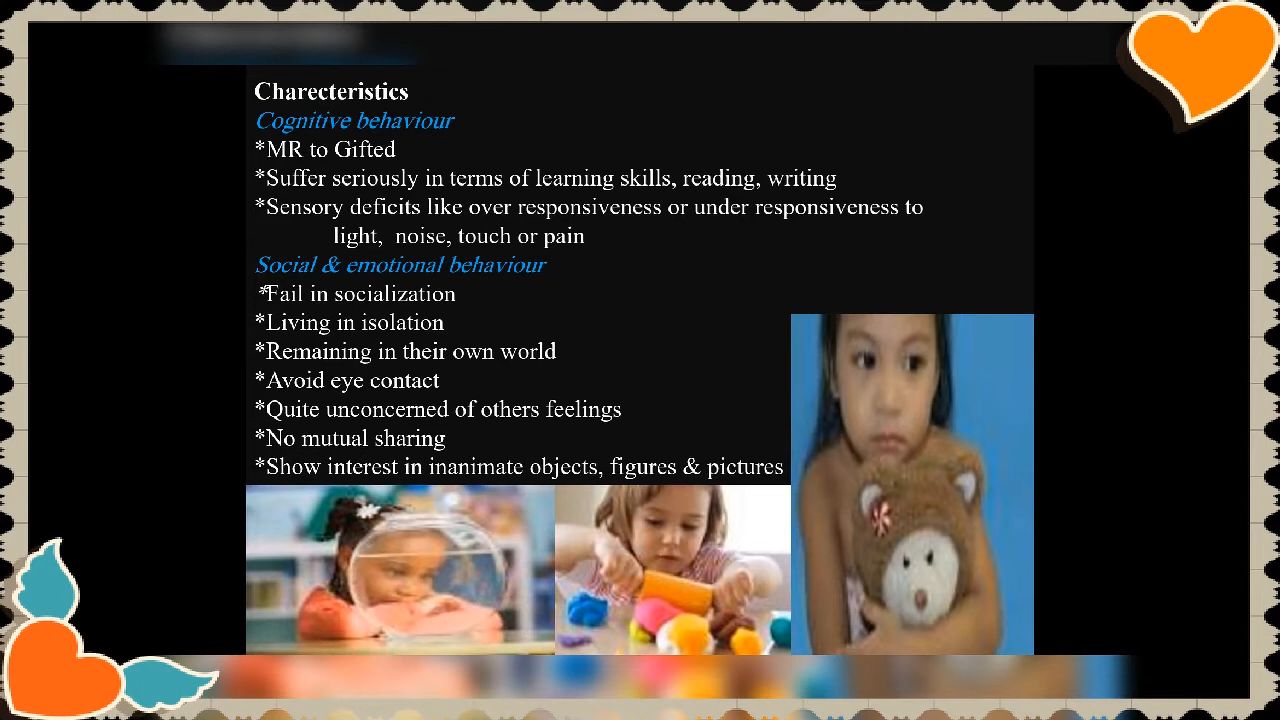 Charecteristics
Cognitive behaviour
*MR to Gifted
*Suffer seriously in terms of learning skills, reading, writing
*Sensory deficits like over responsiveness or under responsiveness to
light, noise, touch or pain
Social & emotional behaviour
*Fail in socialization
*Living in isolation
*Remaining in their own world
*Avoid eye contact
*Quite unconcerned of others feelings
*No mutual sharing
*Show interest in inanimate objects, figures & pictures